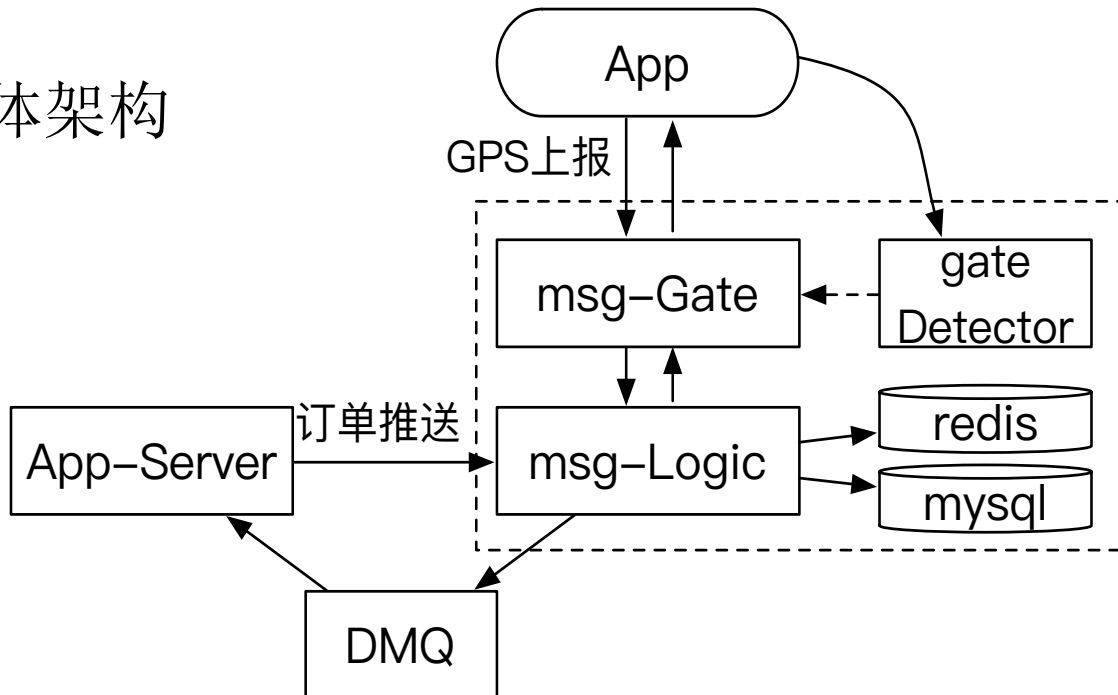 App
体架构
GPS上报
msg-Gate
gate
Detector
订单推送
redis
App-Server
msg-Logic
mysql
DMQ